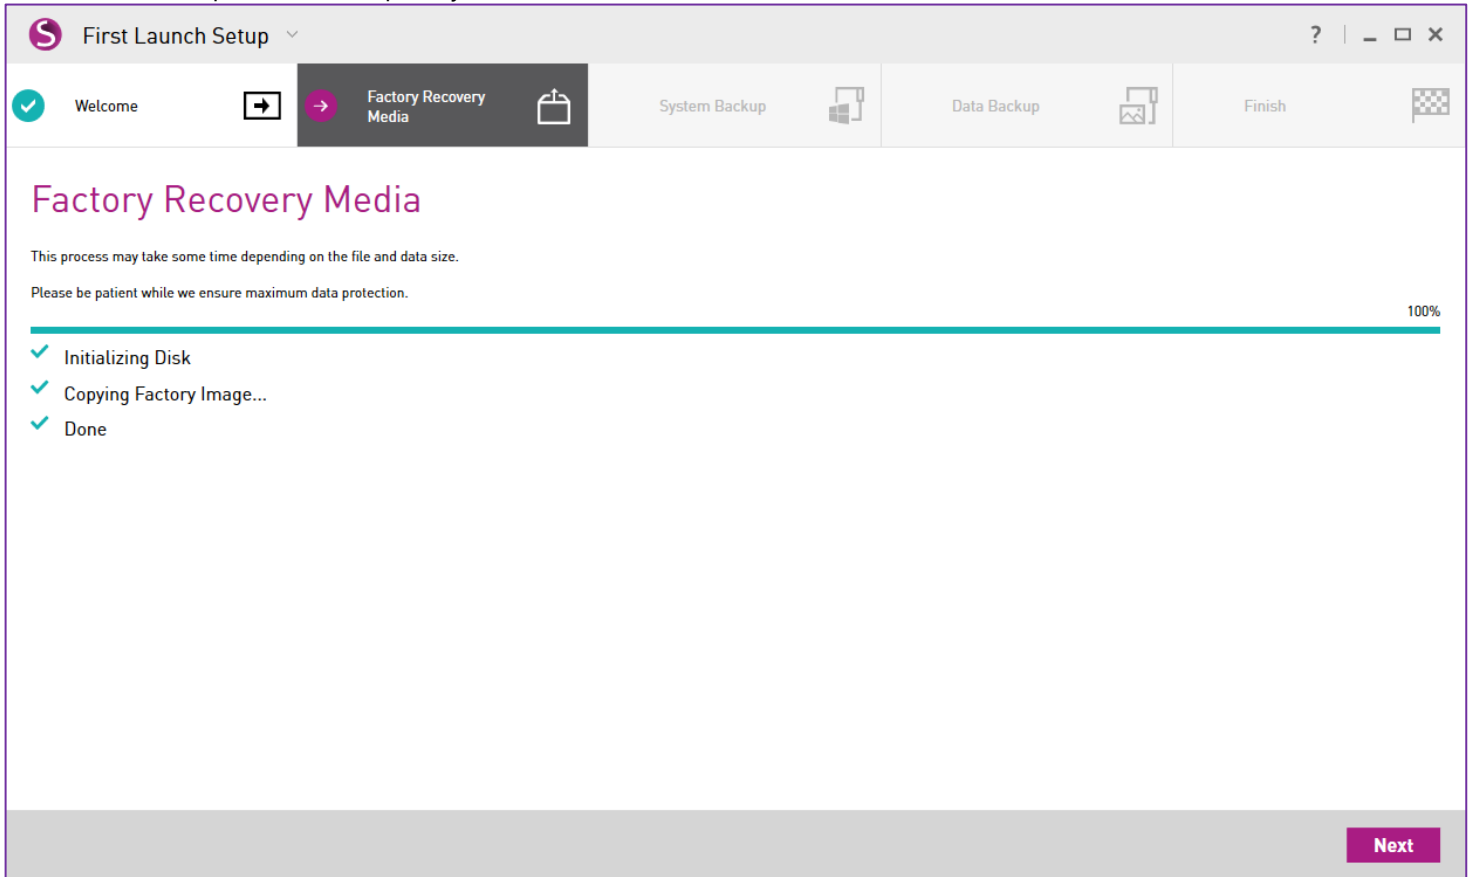 First Launch Setup
?
Welcome
Factory Recovery
Media
System Backup
Data Backup
Finish
Factory Recovery Media
This process may take some time depending on the file and data size.
Please be patient while we ensure maximum data protection.
100%
Initializing Disk
Copying Factory Image...
Done
Next